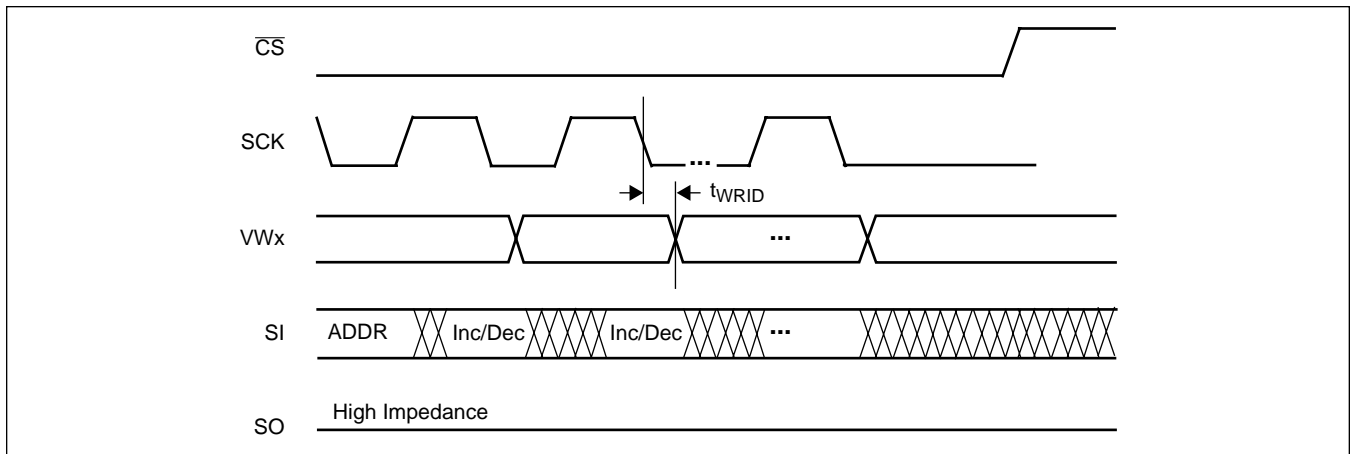 CS
SCK
...
tWRID
VWx
...
SI
ADDR
Inc/Dec
Inc/Dec
...
High Impedance
SO